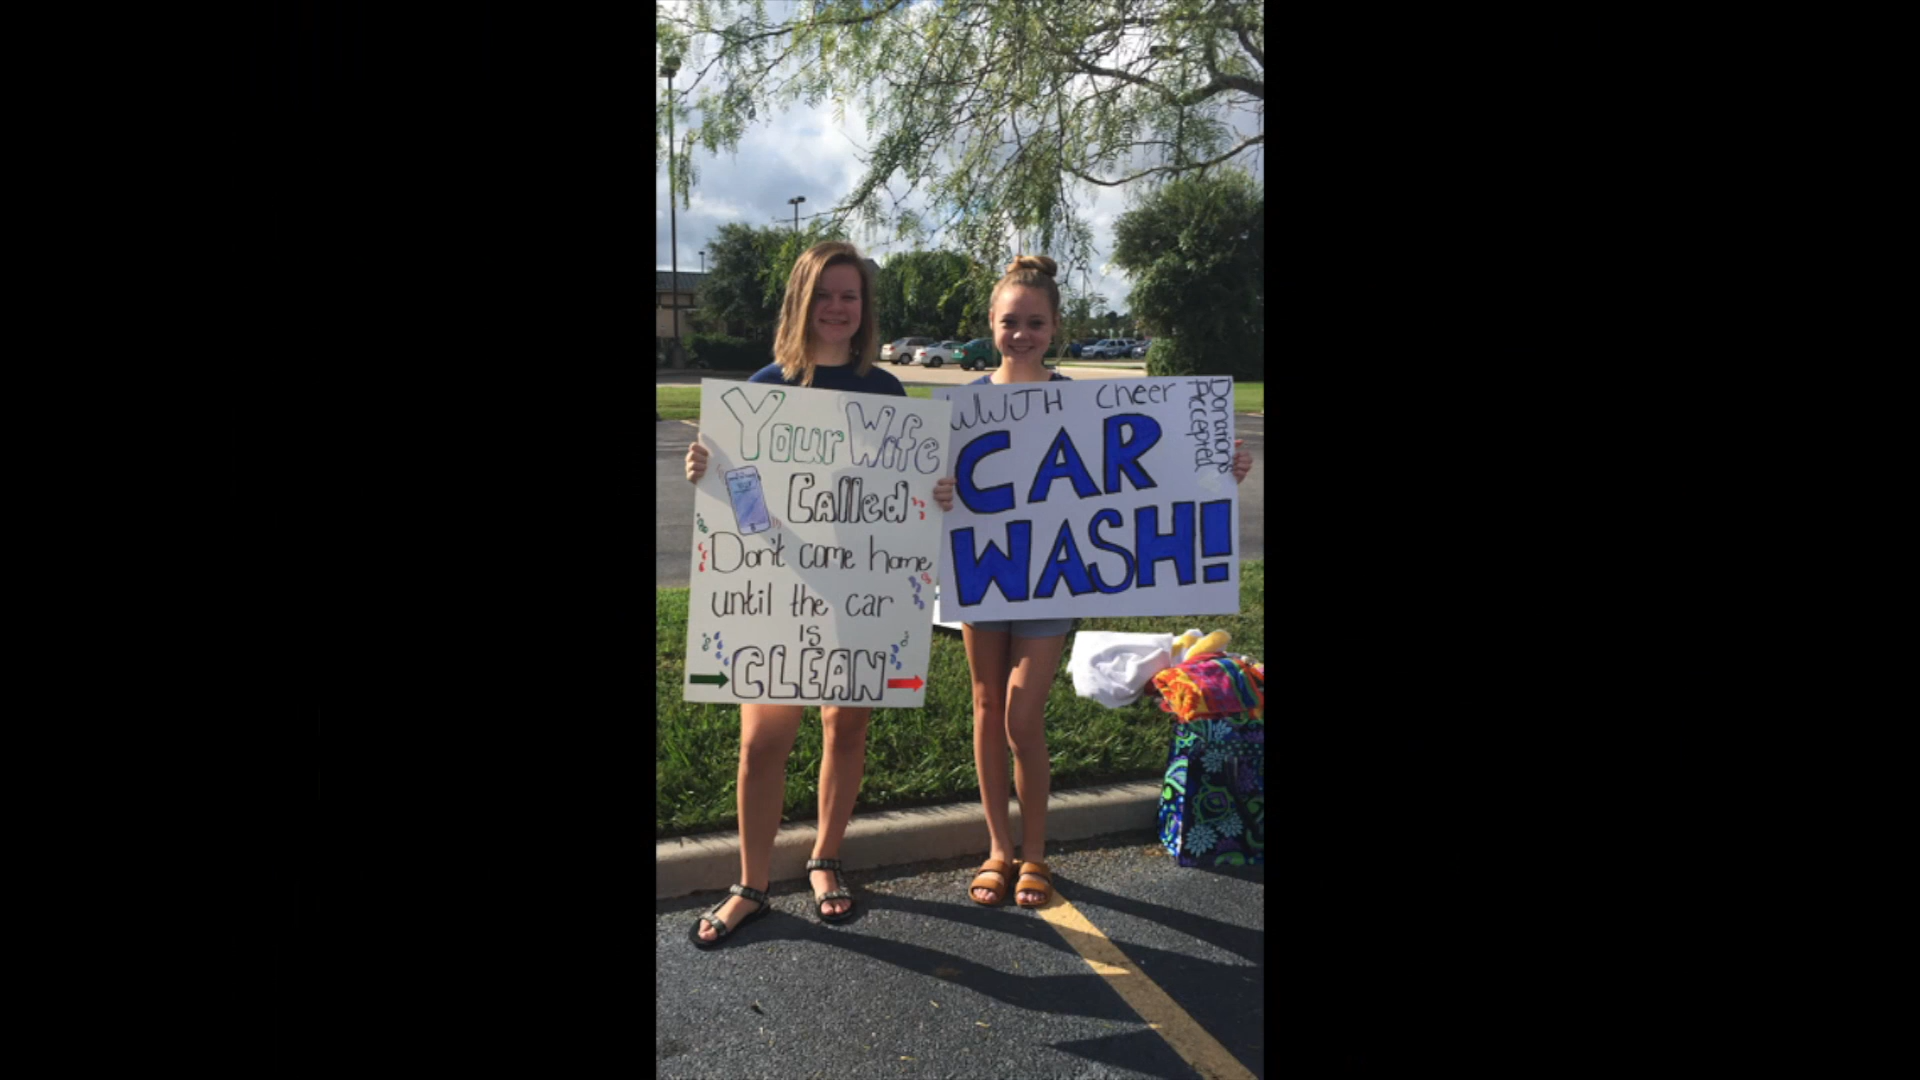 Your Wife
Called
Don't come home
until the car
is
CLEAN
WWJH Cheer
CAR
WASH!
Donations
Accepted